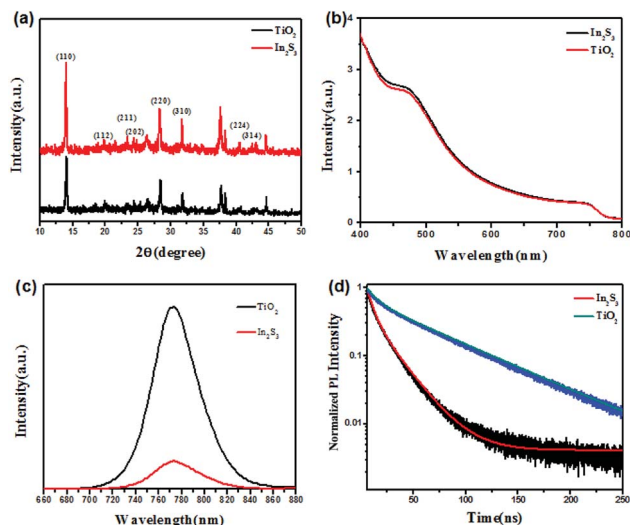 (a)
TiO₂
In₂S₃
(110)
(112)
(211)
(202)
(220)
(310)
(224)
(314)
Intensity(a.u.)
10 15 20 25 30 35 40 45 50
2θ(degree)
(b)
In₂S₃
TiO₂
4
3
2
1
0
Intensity(a.u.)
400 500 600 700 800
Wavelength(nm)
(c)
TiO₂
In₂S₃
Intensity(a.u.)
660 680 700 720 740 760 780 800 820 840 860 880
Wavelength(nm)
(d)
In₂S₃
TiO₂
1
0.1
0.01
Normalized PL Intensity
50 100 150 200 250
Time(ns)